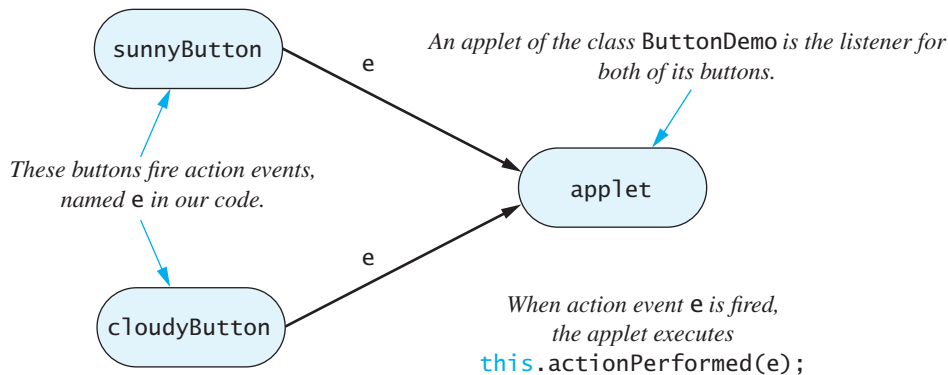 sunnyButton
e
An applet of the class ButtonDemo is the listener for
both of its buttons.
These buttons fire action events,
named e in our code.
applet
e
cloudyButton
When action event e is fired,
the applet executes
this.actionPerformed(e);